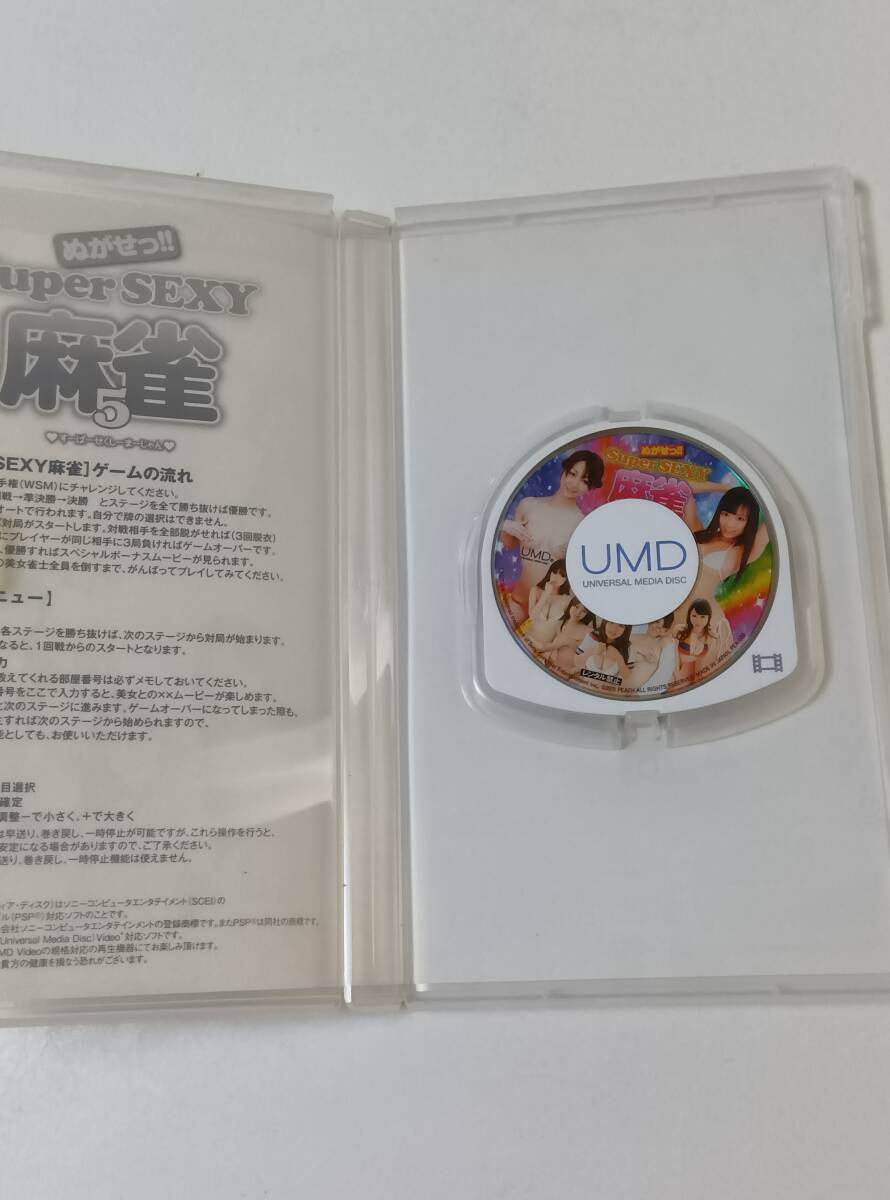 ぬがせっ!!
uper SEXY
麻雀
5
♥すーぱーせくしーまーじゃん♥
SEXY麻雀】ゲームの流れ
手権(WSM)にチャレンジしてください。
戦→準決勝→決勝 とステージを全て勝ち抜けば優勝です。
オートで行われます。自分で牌の選択はできません。
対局がスタートします。対戦相手を全部脱がせれば(3回脱衣)
にプレイヤーが同じ相手に3局負ければゲームオーバーです。
、優勝すればスペシャルボーナスムービーが見られます。
の美女雀士全員を倒すまで、がんばってプレイしてみてください。
ニュー】
各ステージを勝ち抜けば、次のステージから対局が始まります。
なると、1回戦からのスタートとなります。
力
教えてくれる部屋番号は必ずメモしておいてください。
番号をここで入力すると、美女との××ムービーが楽しめます。
と次のステージに進みます。ゲームオーバーになってしまった際も、
すれば次のステージから始められますので、
能としても、お使いいただけます。
目選択
確定
調整ーで小さく、+で大きく
は早送り、巻き戻し、一時停止が可能ですが、これら操作を行うと、
安定になる場合がありますので、ご了承ください。
送り、巻き戻し、一時停止機能は使えません。
ィア・ディスク)はソニーコンピュータエンタテイメント(SCEI)の
ル(PSP®)対応ソフトのことです。
会社ソニーコンピュータエンタテインメントの登録商標です。またPSP®は同社の商標です。
Universal Media Disc)Video"対応ソフトです。
MD Videoの規格対応の再生機器にてお楽しみ頂けます。
貴方の健康を損なう恐れがございます。
ぬがせっ!!
Super SEXY
麻雀
UMD
UMD
UNIVERSAL MEDIA DISC
レンタル禁止
PEACH ALL RIGHTS RESERVED. MADE IN JAPAN.